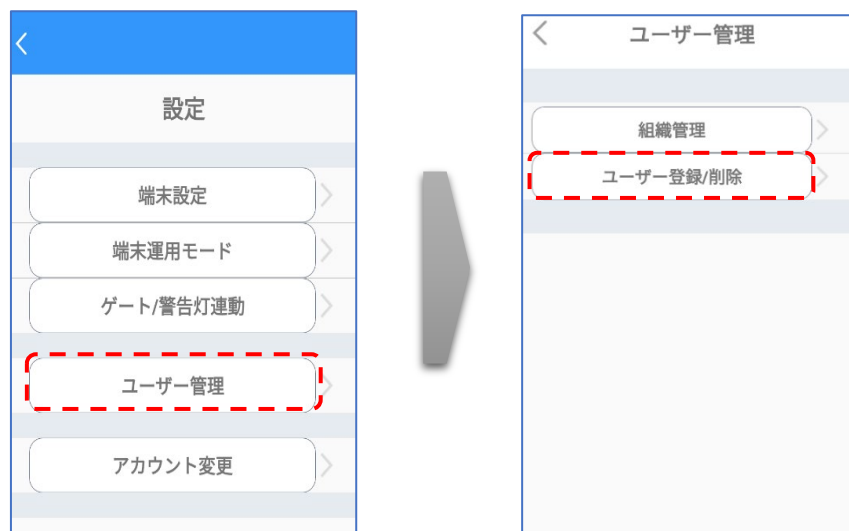 設定
端末設定
端末運用モード
ゲート/警告灯連動
ユーザー管理
アカウント変更
ユーザー管理
組織管理
ユーザー登録/削除